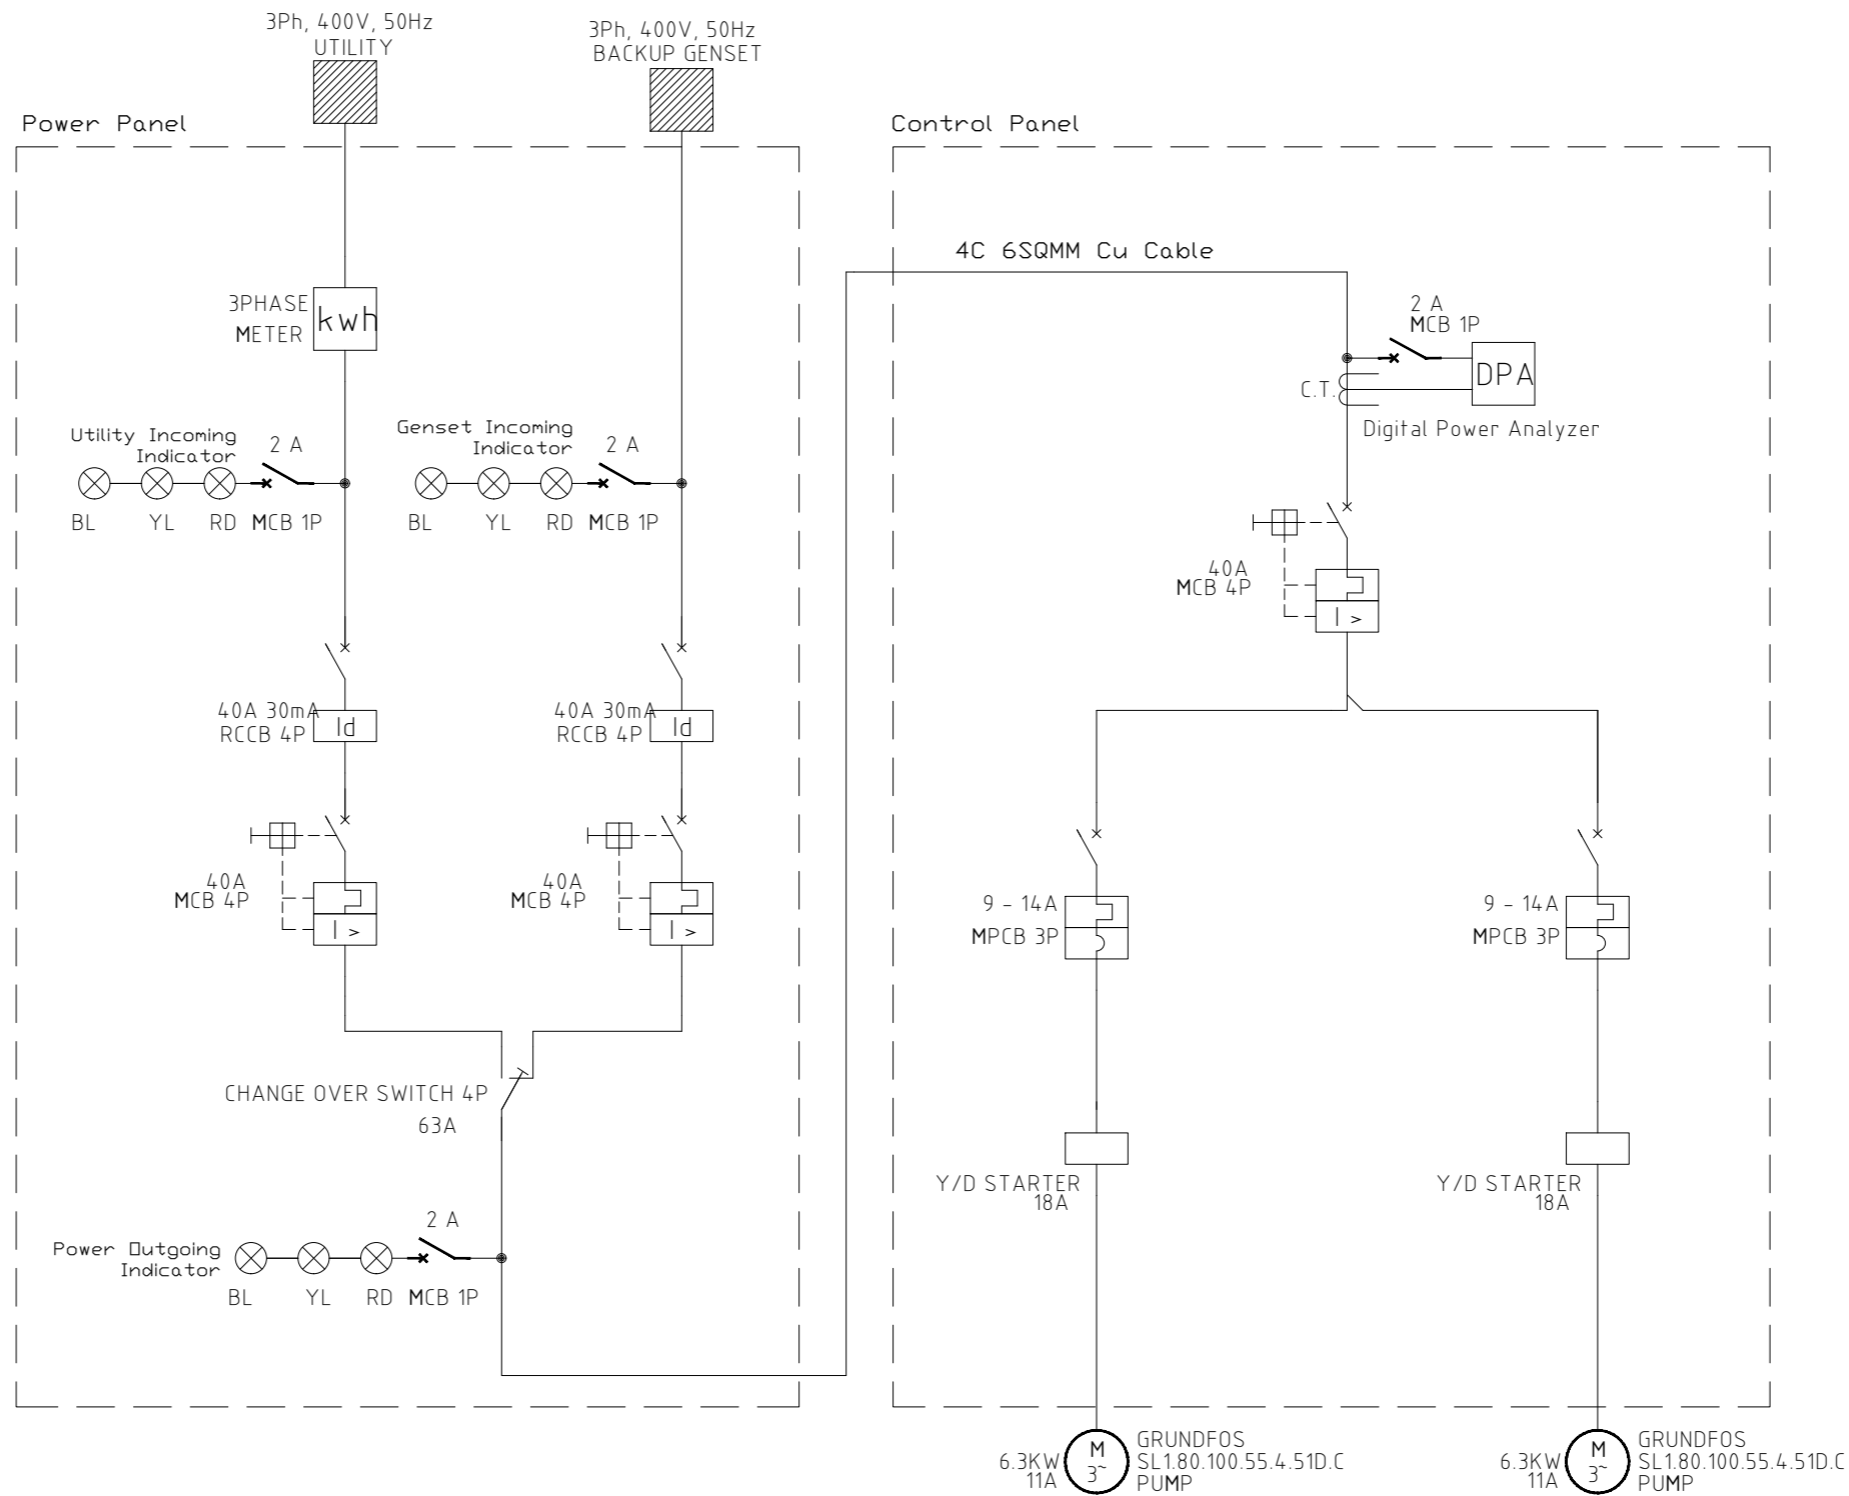 3Ph, 400V, 50Hz
UTILITY
3Ph, 400V, 50Hz
BACKUP GENSET
Power Panel
3PHASE
METER
kwh
Utility Incoming
Indicator
2 A
BL YL RD MCB 1P
Genset Incoming
Indicator
2 A
BL YL RD MCB 1P
40A 30mA
RCCB 4P
Id
40A 30mA
RCCB 4P
Id
40A
MCB 4P
I >
40A
MCB 4P
I >
CHANGE OVER SWITCH 4P
63A
Power Outgoing
Indicator
2 A
BL YL RD MCB 1P
Control Panel
4C 6SQMM Cu Cable
2 A
MCB 1P
DPA
C.T.
Digital Power Analyzer
40A
MCB 4P
I >
9 - 14A
MPCB 3P
9 - 14A
MPCB 3P
Y/D STARTER
18A
Y/D STARTER
18A
6.3KW
11A
M
3~
GRUNDFOS
SL1.80.100.55.4.51D.C
PUMP
6.3KW
11A
M
3~
GRUNDFOS
SL1.80.100.55.4.51D.C
PUMP